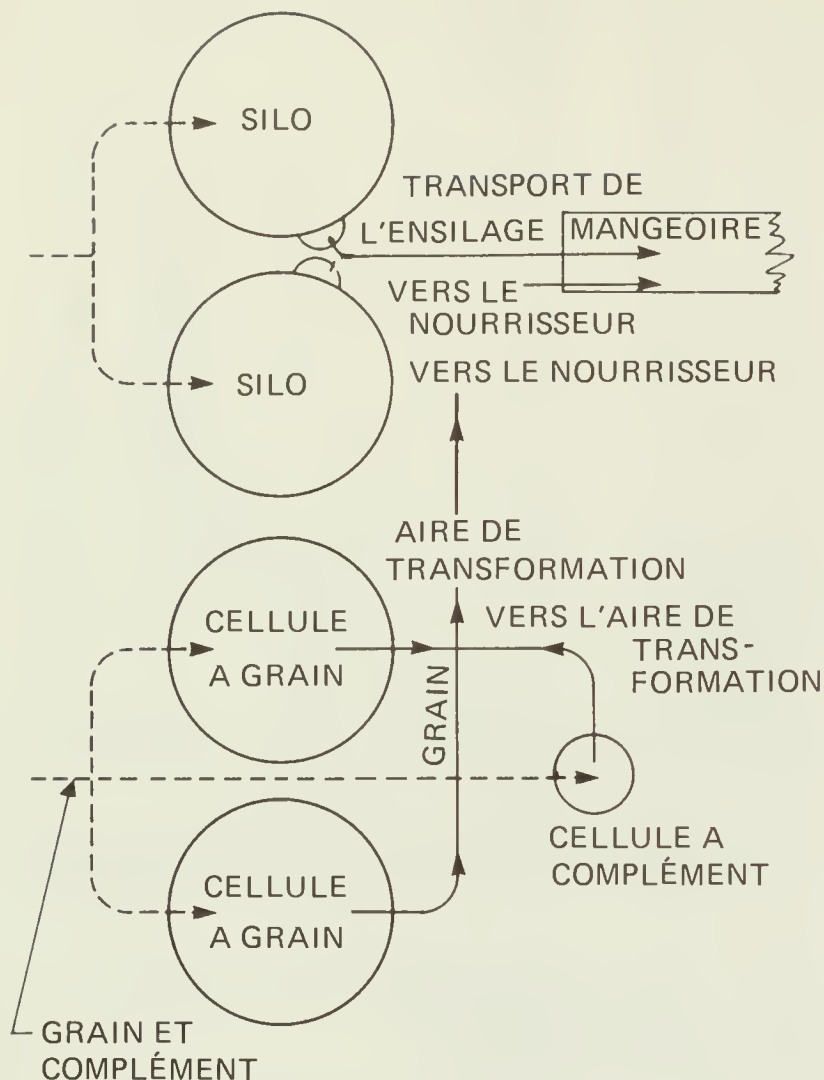 SILO
TRANSPORT DE
L'ENSILAGE
MANGEOIRE
VERS LE
NOURRISSEUR
SILO
VERS LE NOURRISSEUR
AIRE DE
TRANSFORMATION
CELLULE
A GRAIN
VERS L'AIRE DE
TRANS-
FORMATION
GRAIN
CELLULE A
COMPLÉMENT
CELLULE
A GRAIN
GRAIN ET
COMPLÉMENT